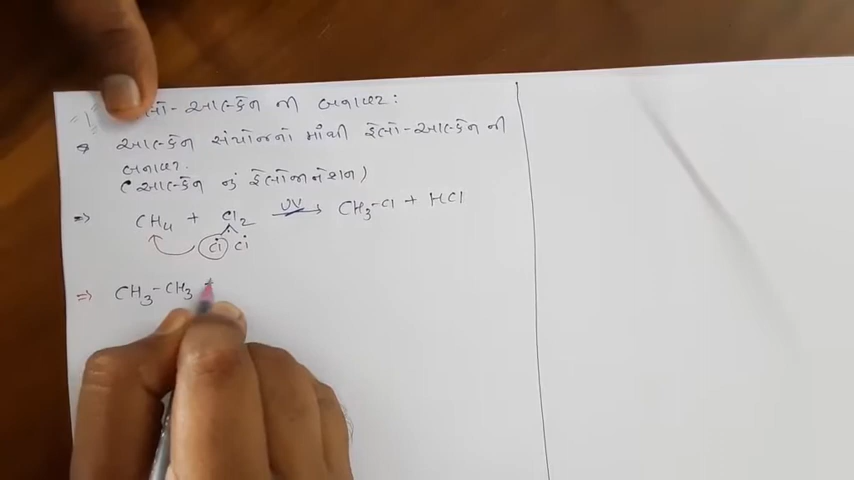 આલ્કેન ની બનાવટ:
આલ્કેન સંયોજનો માંથી હેલો-આલ્કેન ની
બનાવટ.
(આલ્કેન નું હેલોજીનેશન)
⇒ CH₄ + Cl₂ UV→ CH₃-Cl + HCl
Cl Cl
⇒ CH₃-CH₃ +